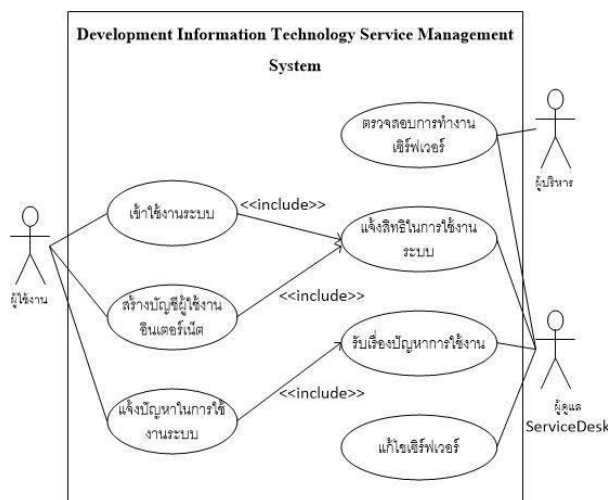 Development Information Technology Service Management
System
ตรวจสอบการทำงาน
เซิร์ฟเวอร์
ผู้บริหาร
เข้าใช้งานระบบ
<<include>>
แจ้งสิทธิในการใช้งาน
ระบบ
ผู้ใช้งาน
<<include>>
สร้างบัญชีผู้ใช้งาน
อินเตอร์เน็ต
รับเรื่องปัญหาการใช้งาน
<<include>>
แจ้งปัญหาในการใช้
งานระบบ
ผู้ดูแล
ServiceDesk
แก้ไขเซิร์ฟเวอร์